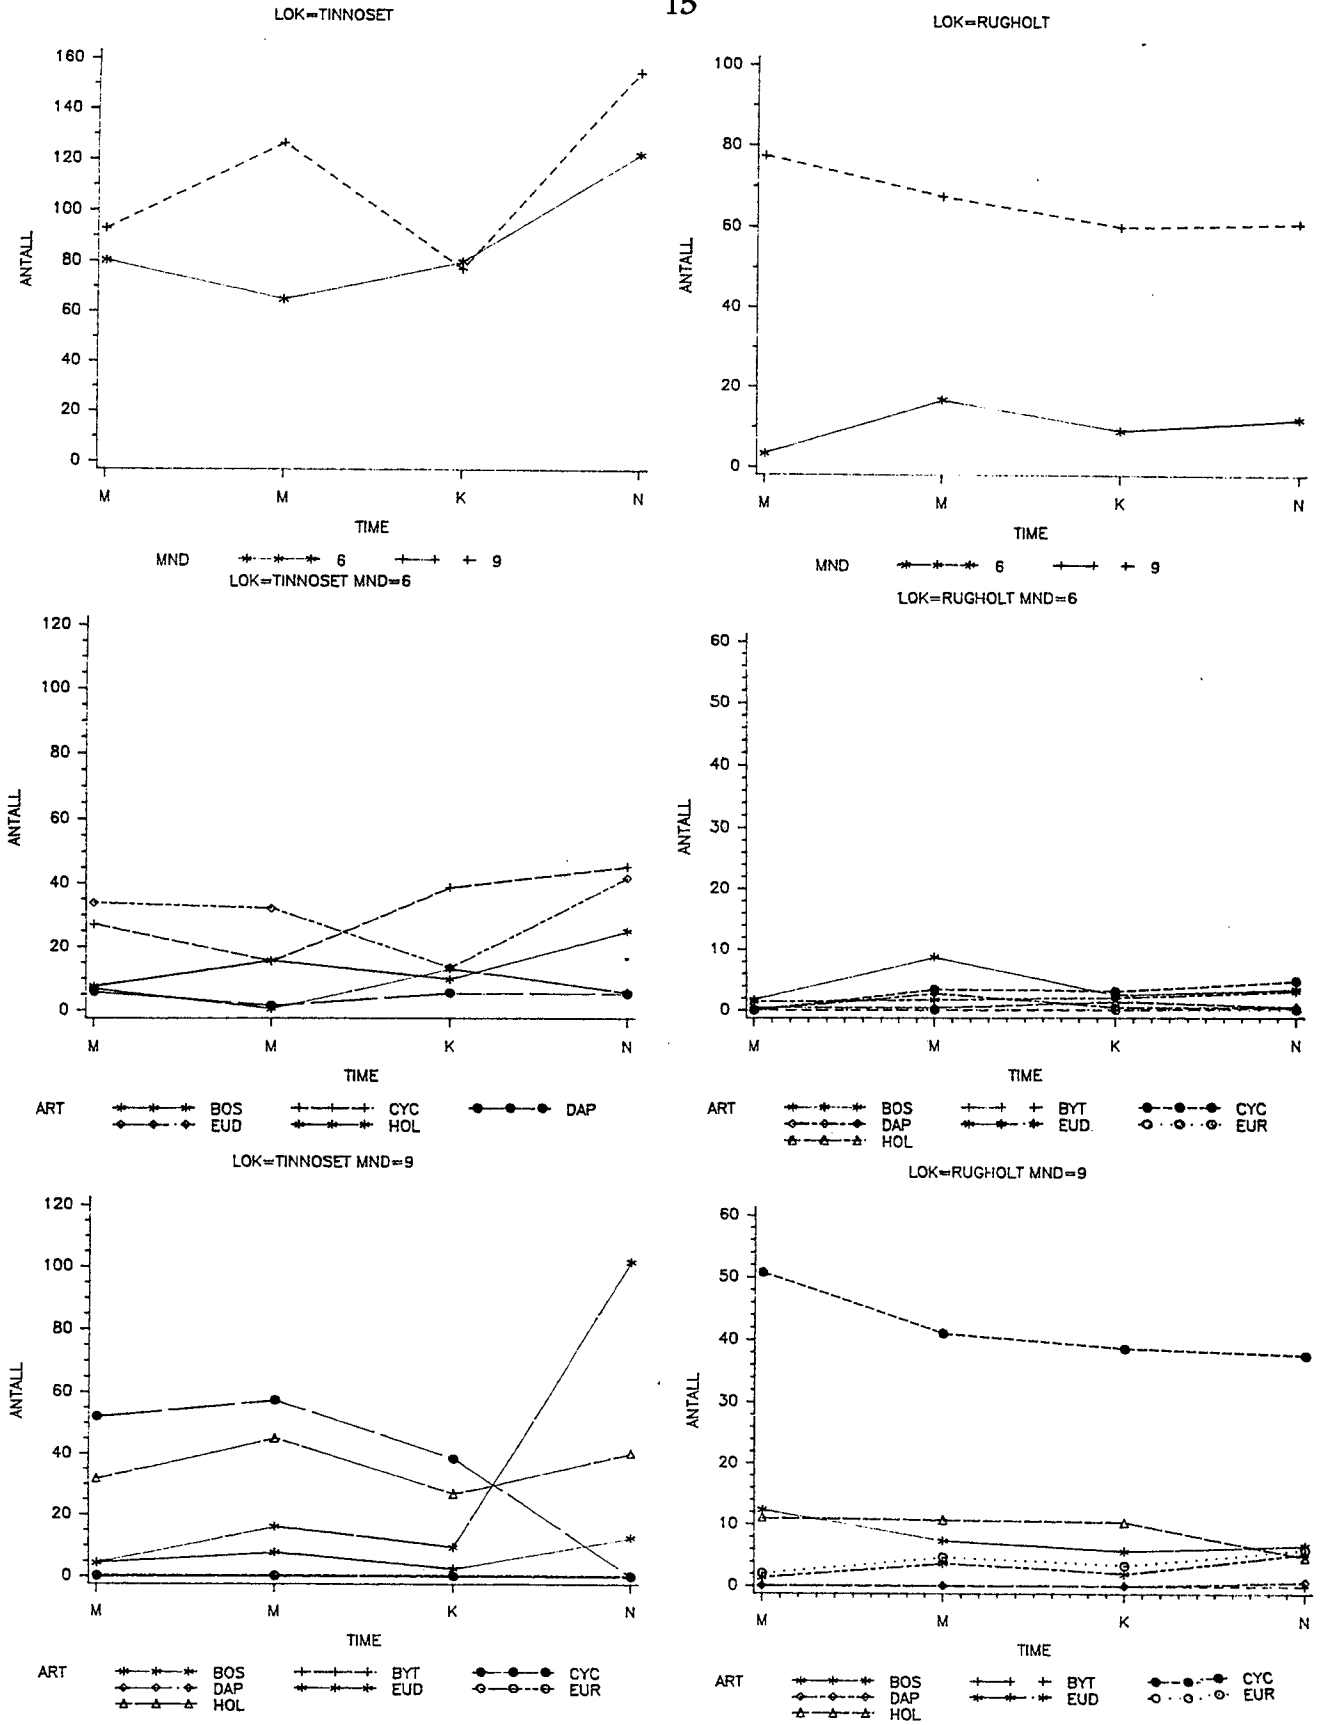 15
LOK=TINNOSET
160
140
120
100
80
60
40
20
0
ANTALL
M M K N
TIME
MND 6 9
LOK=RUGHOLT
100
80
60
40
20
0
ANTALL
M M K N
TIME
MND 6 9
LOK=TINNOSET MND=6
120
100
80
60
40
20
0
ANTALL
M M K N
TIME
ART BOS CYC DAP
EUD HOL
LOK=RUGHOLT MND=6
60
50
40
30
20
10
0
ANTALL
M M K N
TIME
ART BOS BYT CYC
DAP EUD EUR
HOL
LOK=TINNOSET MND=9
120
100
80
60
40
20
0
ANTALL
M M K N
TIME
ART BOS BYT CYC
DAP EUD EUR
HOL
LOK=RUGHOLT MND=9
60
50
40
30
20
10
0
ANTALL
M M K N
TIME
ART BOS BYT CYC
DAP EUD EUR
HOL